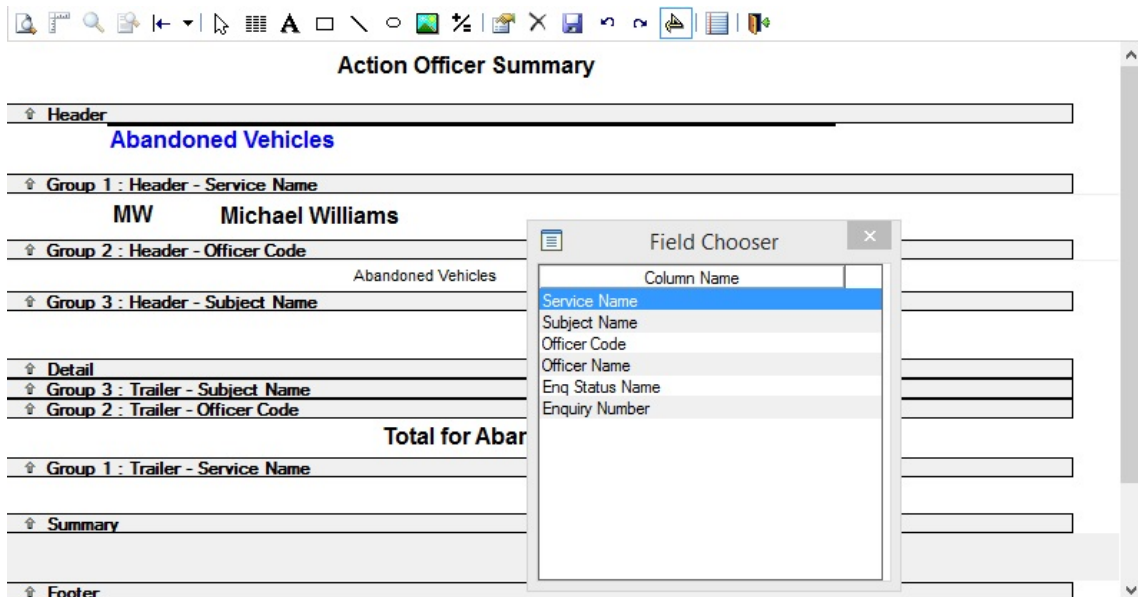 Action Officer Summary
Header
Abandoned Vehicles
Group 1 : Header - Service Name
MW Michael Williams
Group 2 : Header - Officer Code
Abandoned Vehicles
Group 3 : Header - Subject Name
Detail
Group 3 : Trailer - Subject Name
Group 2 : Trailer - Officer Code
Total for Aban
Group 1 : Trailer - Service Name
Summary
Footer
Field Chooser
Column Name
Service Name
Subject Name
Officer Code
Officer Name
Enq Status Name
Enquiry Number